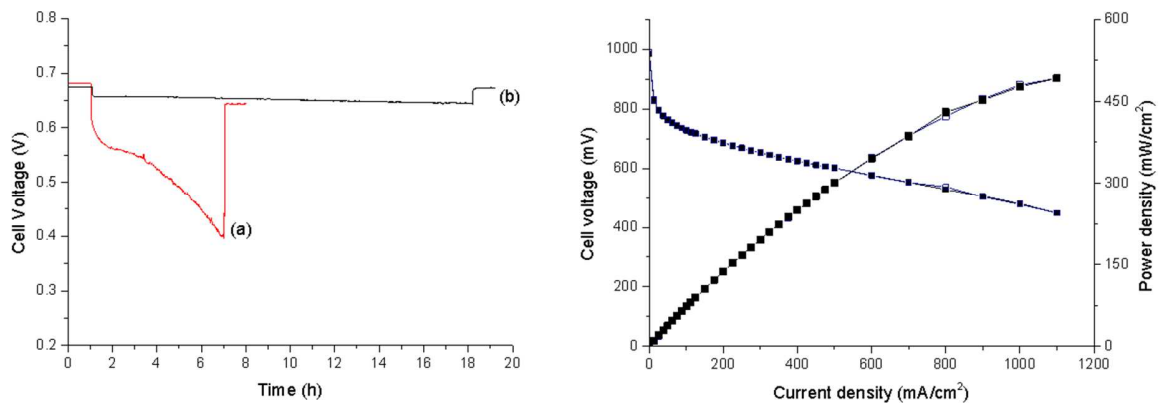 0.8
0.7
0.6
0.5
0.4
0.3
0.2
Cell Voltage (V)
0 2 4 6 8 10 12 14 16 18 20
Time (h)
(a)
(b)
1000
800
600
400
200
0
Cell voltage (mV)
600
450
300
150
0
Power density (mW/cm²)
0 200 400 600 800 1000 1200
Current density (mA/cm²)